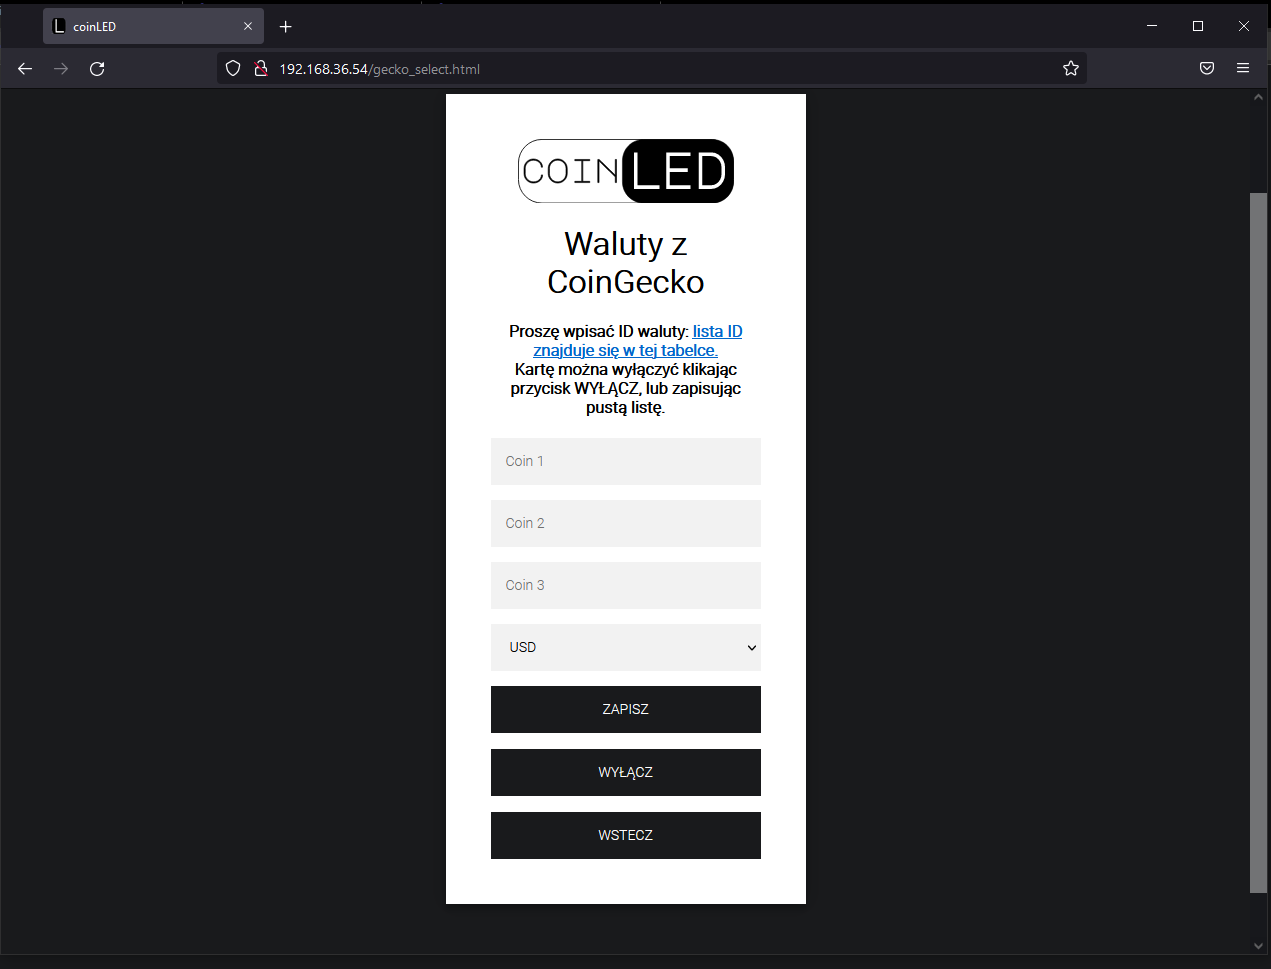 coinLED
192.168.36.54/gecko_select.html
COINLED
Waluty z
CoinGecko
Proszę wpisać ID waluty: lista ID
znajduje się w tej tabelce.
Kartę można wyłączyć klikając
przycisk WYŁĄCZ, lub zapisując
pustą listę.
Coin 1
Coin 2
Coin 3
USD
ZAPISZ
WYŁĄCZ
WSTECZ